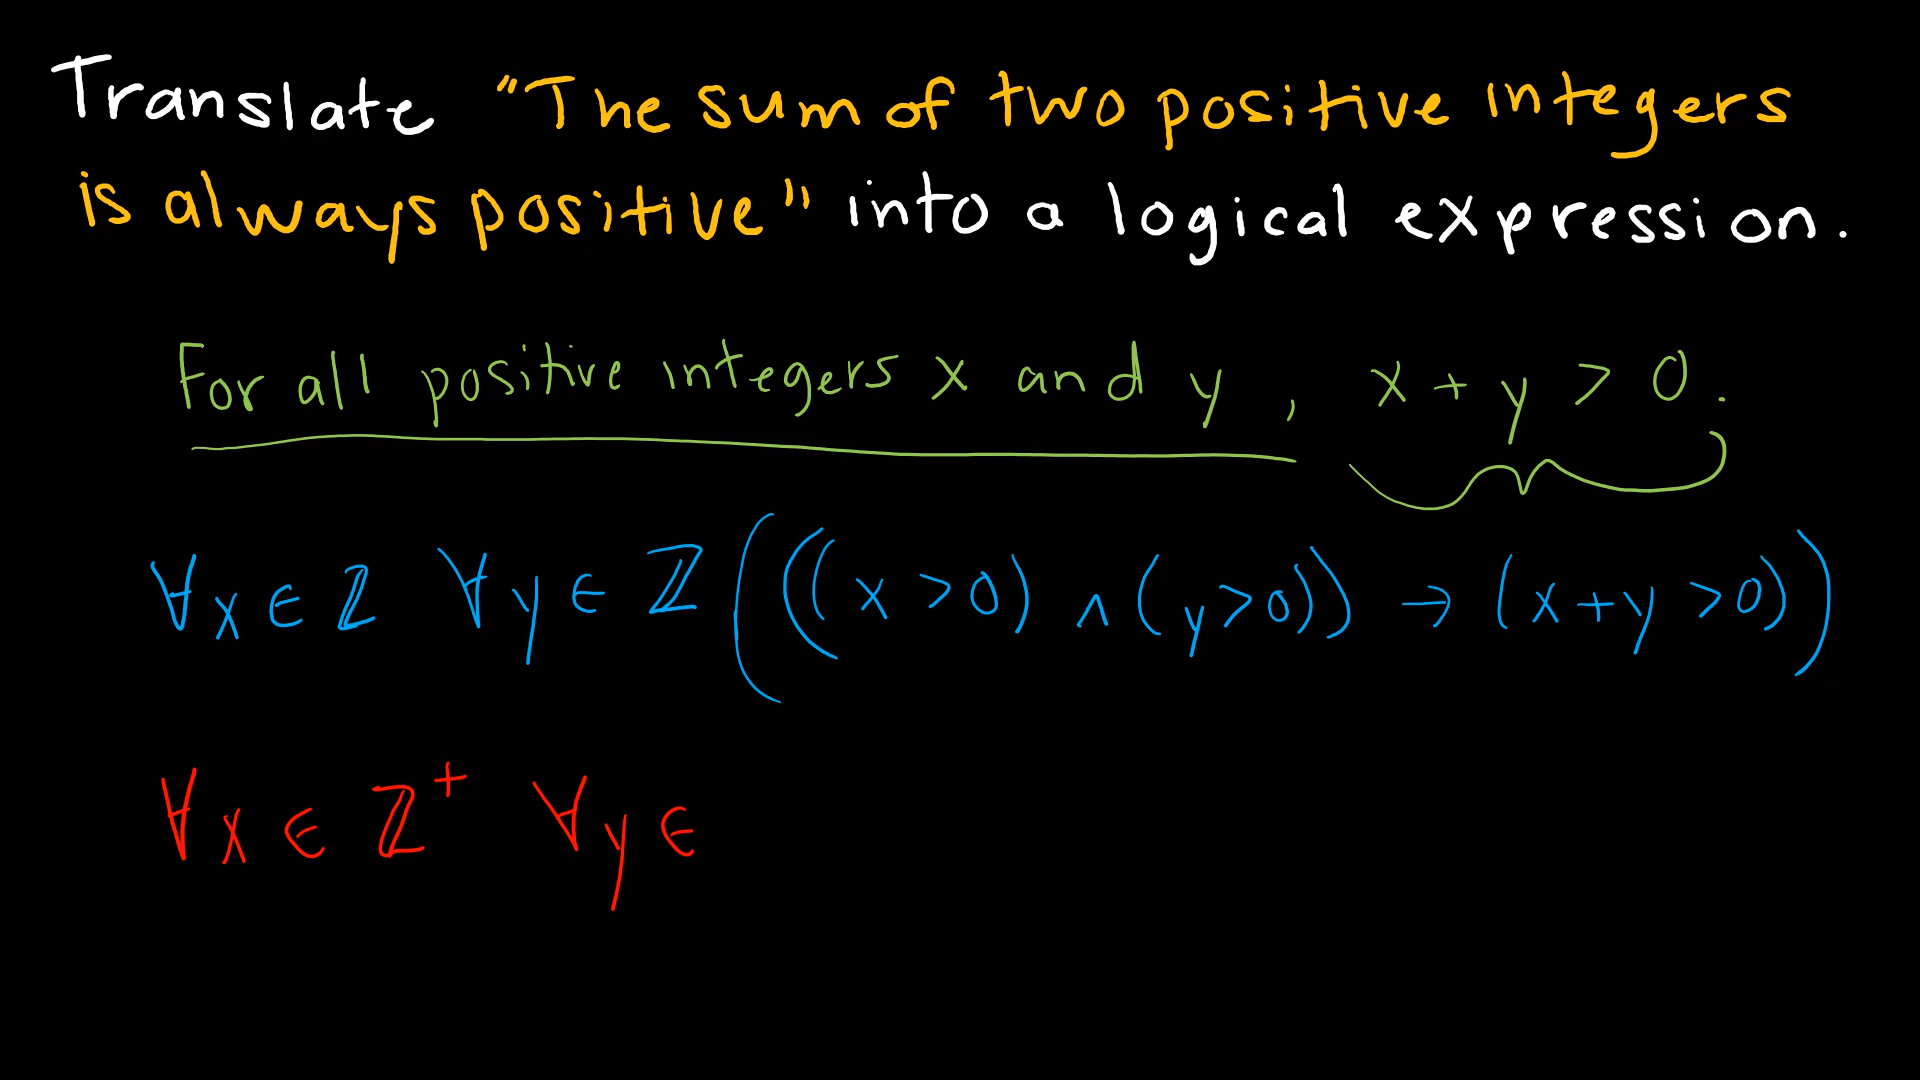 Translate "The sum of two positive integers
is always positive" into a logical expression.
For all positive integers x and y, x + y > 0.
∀x ∈ ℤ ∀y ∈ ℤ (((x > 0) ∧ (y > 0)) → (x + y > 0))
∀x ∈ ℤ⁺ ∀y ∈